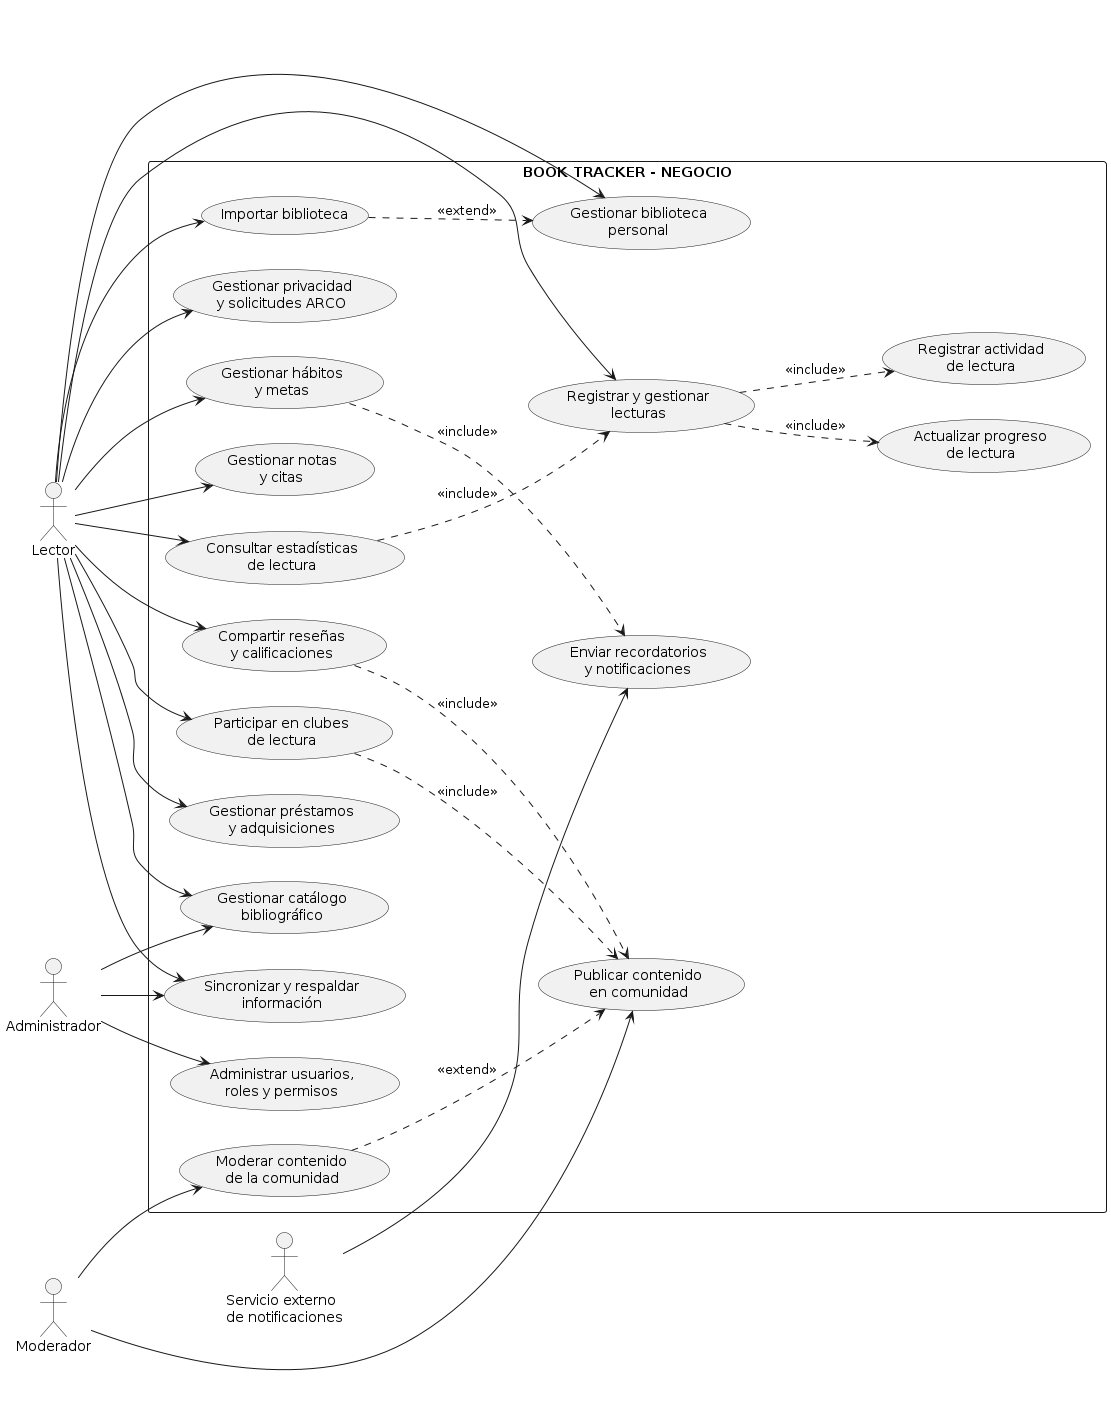 BOOK TRACKER - NEGOCIO
Importar biblioteca
«extend»
Gestionar biblioteca
personal
Gestionar privacidad
y solicitudes ARCO
Gestionar hábitos
y metas
«include»
Registrar y gestionar
lecturas
«include»
Registrar actividad
de lectura
«include»
Actualizar progreso
de lectura
Gestionar notas
y citas
«include»
Consultar estadísticas
de lectura
Lector
Compartir reseñas
y calificaciones
«include»
Enviar recordatorios
y notificaciones
Participar en clubes
de lectura
«include»
Gestionar préstamos
y adquisiciones
Gestionar catálogo
bibliográfico
Sincronizar y respaldar
información
Publicar contenido
en comunidad
Administrador
Administrar usuarios,
roles y permisos
«extend»
Moderar contenido
de la comunidad
Servicio externo
de notificaciones
Moderador